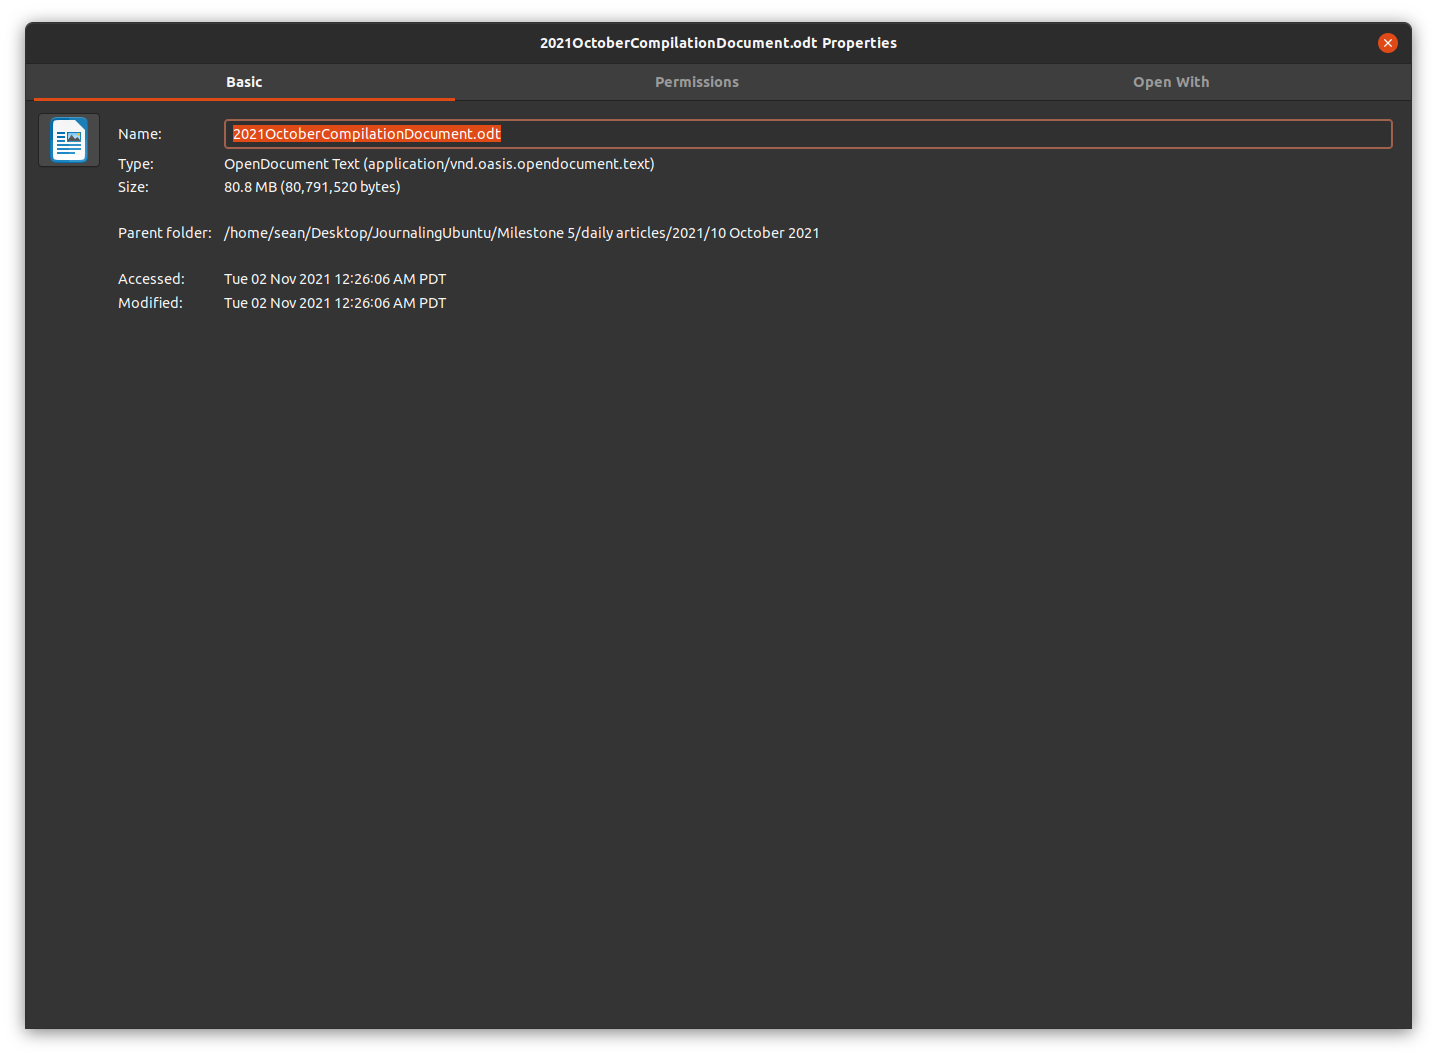 2021OctoberCompilationDocument.odt Properties
Basic Permissions Open With
Name: 2021OctoberCompilationDocument.odt
Type: OpenDocument Text (application/vnd.oasis.opendocument.text)
Size: 80.8 MB (80,791,520 bytes)
Parent folder: /home/sean/Desktop/JournalingUbuntu/Milestone 5/daily articles/2021/10 October 2021
Accessed: Tue 02 Nov 2021 12:26:06 AM PDT
Modified: Tue 02 Nov 2021 12:26:06 AM PDT